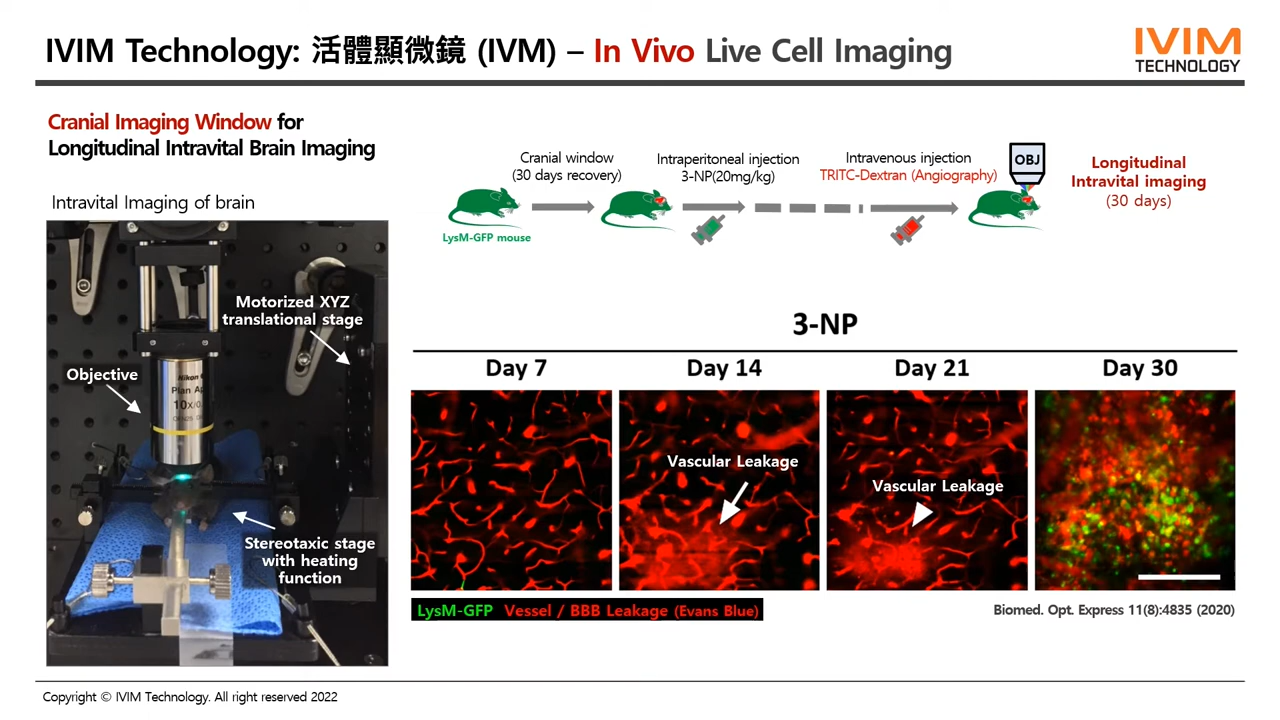 IVIM Technology: 活體顯微鏡 (IVM) – In Vivo Live Cell Imaging
IVIM
TECHNOLOGY
Cranial Imaging Window for
Longitudinal Intravital Brain Imaging
Intravital Imaging of brain
Motorized XYZ
translational stage
Objective
Nikon
Plan Ap
10X/0.
Stereotaxic stage
with heating
function
Cranial window
(30 days recovery)
Intraperitoneal injection
3-NP(20mg/kg)
Intravenous injection
TRITC-Dextran (Angiography)
OBJ
Longitudinal
Intravital imaging
(30 days)
LysM-GFP mouse
3-NP
Day 7
Day 14
Day 21
Day 30
Vascular Leakage
Vascular Leakage
LysM-GFP Vessel / BBB Leakage (Evans Blue)
Biomed. Opt. Express 11(8):4835 (2020)
Copyright © IVIM Technology. All right reserved 2022